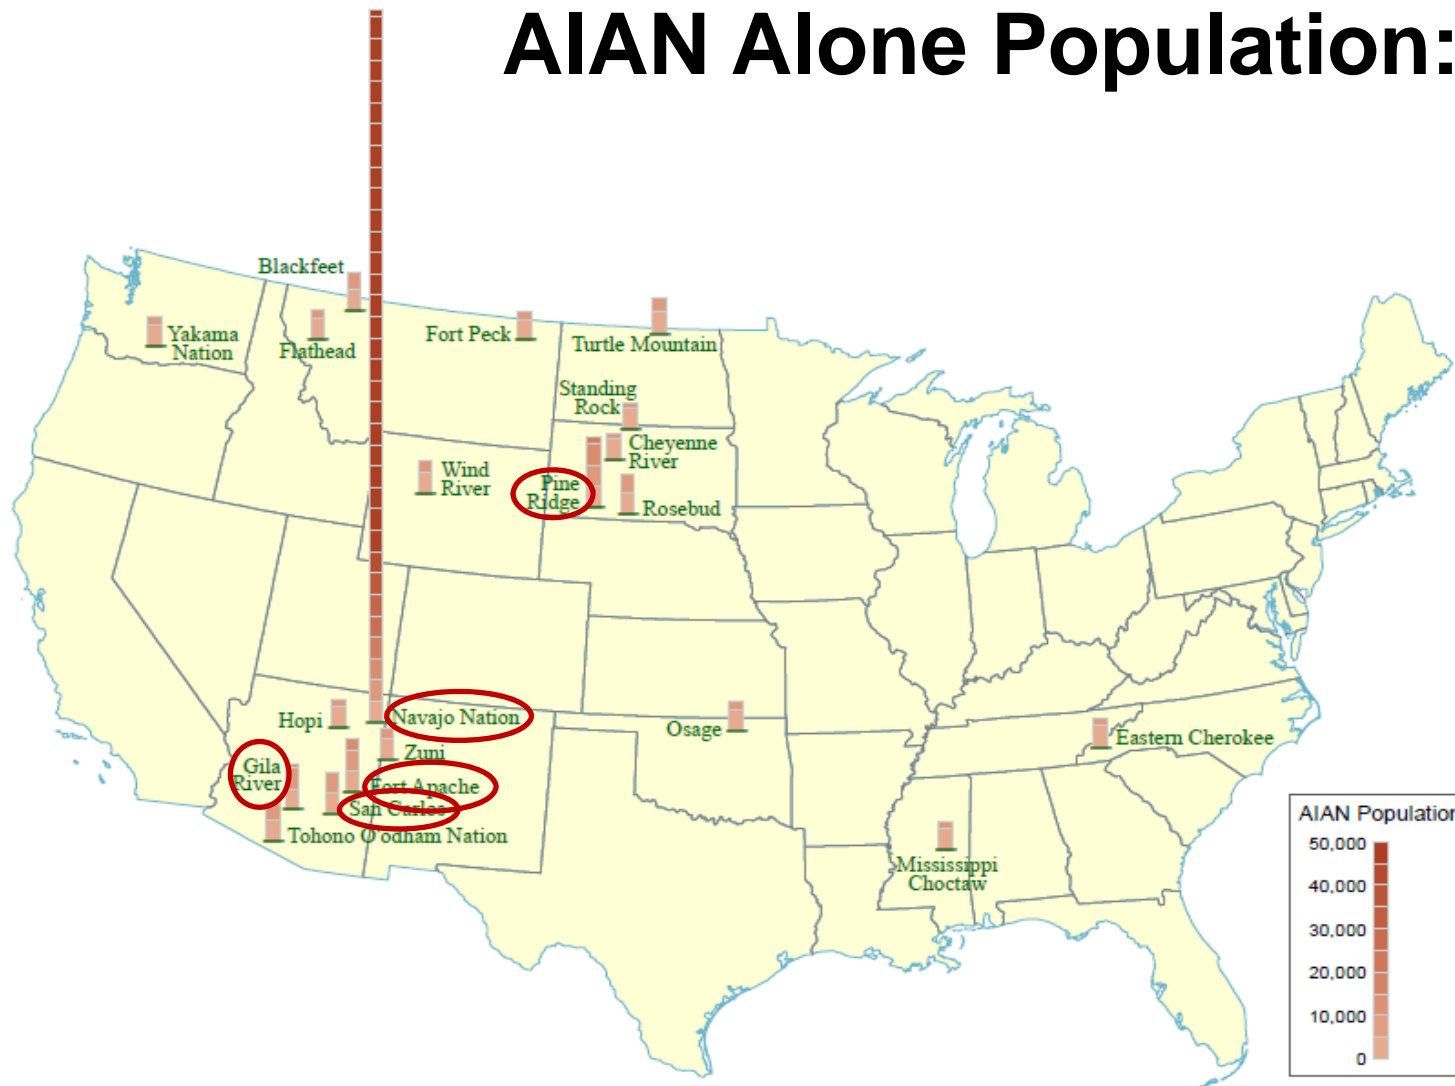 AIAN Alone Population:
Blackfeet
Yakama
Nation
Flathead
Fort Peck
Turtle Mountain
Standing
Rock
Cheyenne
River
Wind
River
Pine
Ridge
Rosebud
Hopi
Navajo Nation
Osage
Eastern Cherokee
Zuni
Gila
River
Fort Apache
San Carlos
Tohono O'odham Nation
Mississippi
Choctaw
AIAN Population
50,000
40,000
30,000
20,000
10,000
0